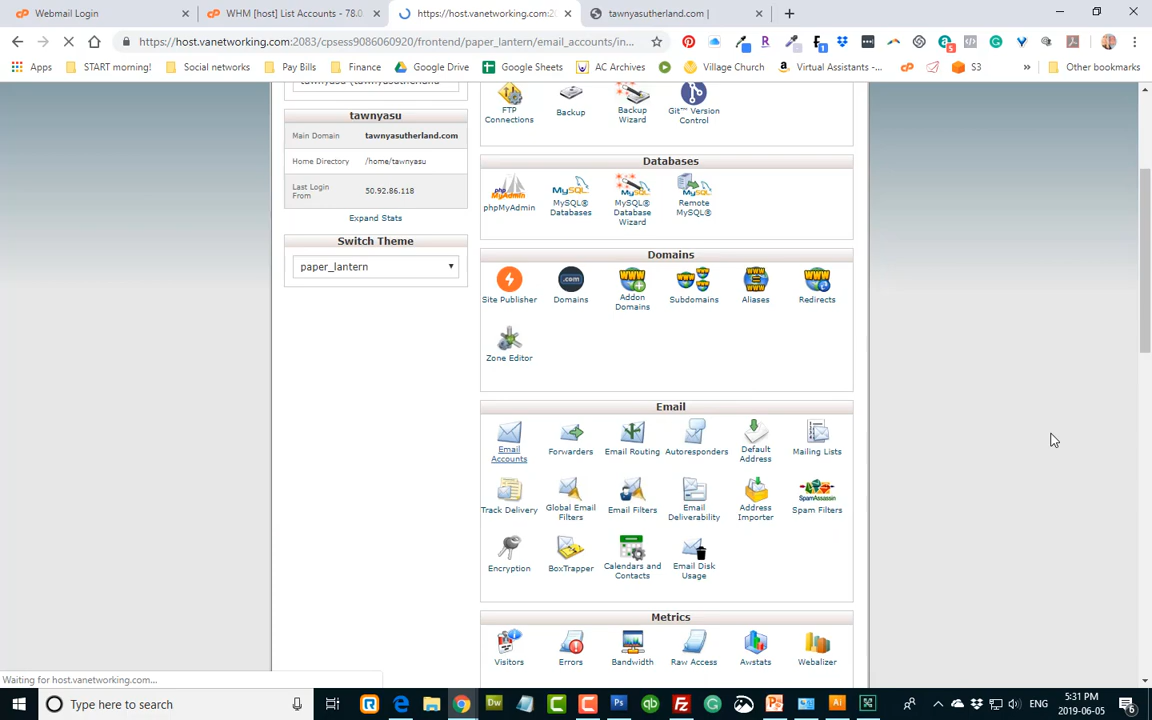 Webmail Login
WHM [host] List Accounts - 78.0
https://host.vanetworking.com:20
tawnyasutherland.com |
https://host.vanetworking.com:2083/cpsess9086060920/frontend/paper_lantern/email_accounts/in...
Apps
START morning!
Social networks
Pay Bills
Finance
Google Drive
Google Sheets
AC Archives
Village Church
Virtual Assistants -...
S3
Other bookmarks
tawnyasu
Main Domain tawnyasutherland.com
Home Directory /home/tawnyasu
Last Login From 50.92.86.118
Expand Stats
Switch Theme
paper_lantern
FTP Connections
Backup
Backup Wizard
Git™ Version Control
Databases
phpMyAdmin
MySQL® Databases
MySQL® Database Wizard
Remote MySQL®
Domains
Site Publisher
Domains
Addon Domains
Subdomains
Aliases
Redirects
Zone Editor
Email
Email Accounts
Forwarders
Email Routing
Autoresponders
Default Address
Mailing Lists
Track Delivery
Global Email Filters
Email Filters
Email Deliverability
Address Importer
Spam Filters
Encryption
BoxTrapper
Calendars and Contacts
Email Disk Usage
Metrics
Visitors
Errors
Bandwidth
Raw Access
Awstats
Webalizer
Waiting for host.vanetworking.com...
Type here to search
ENG
5:31 PM
2019-06-05